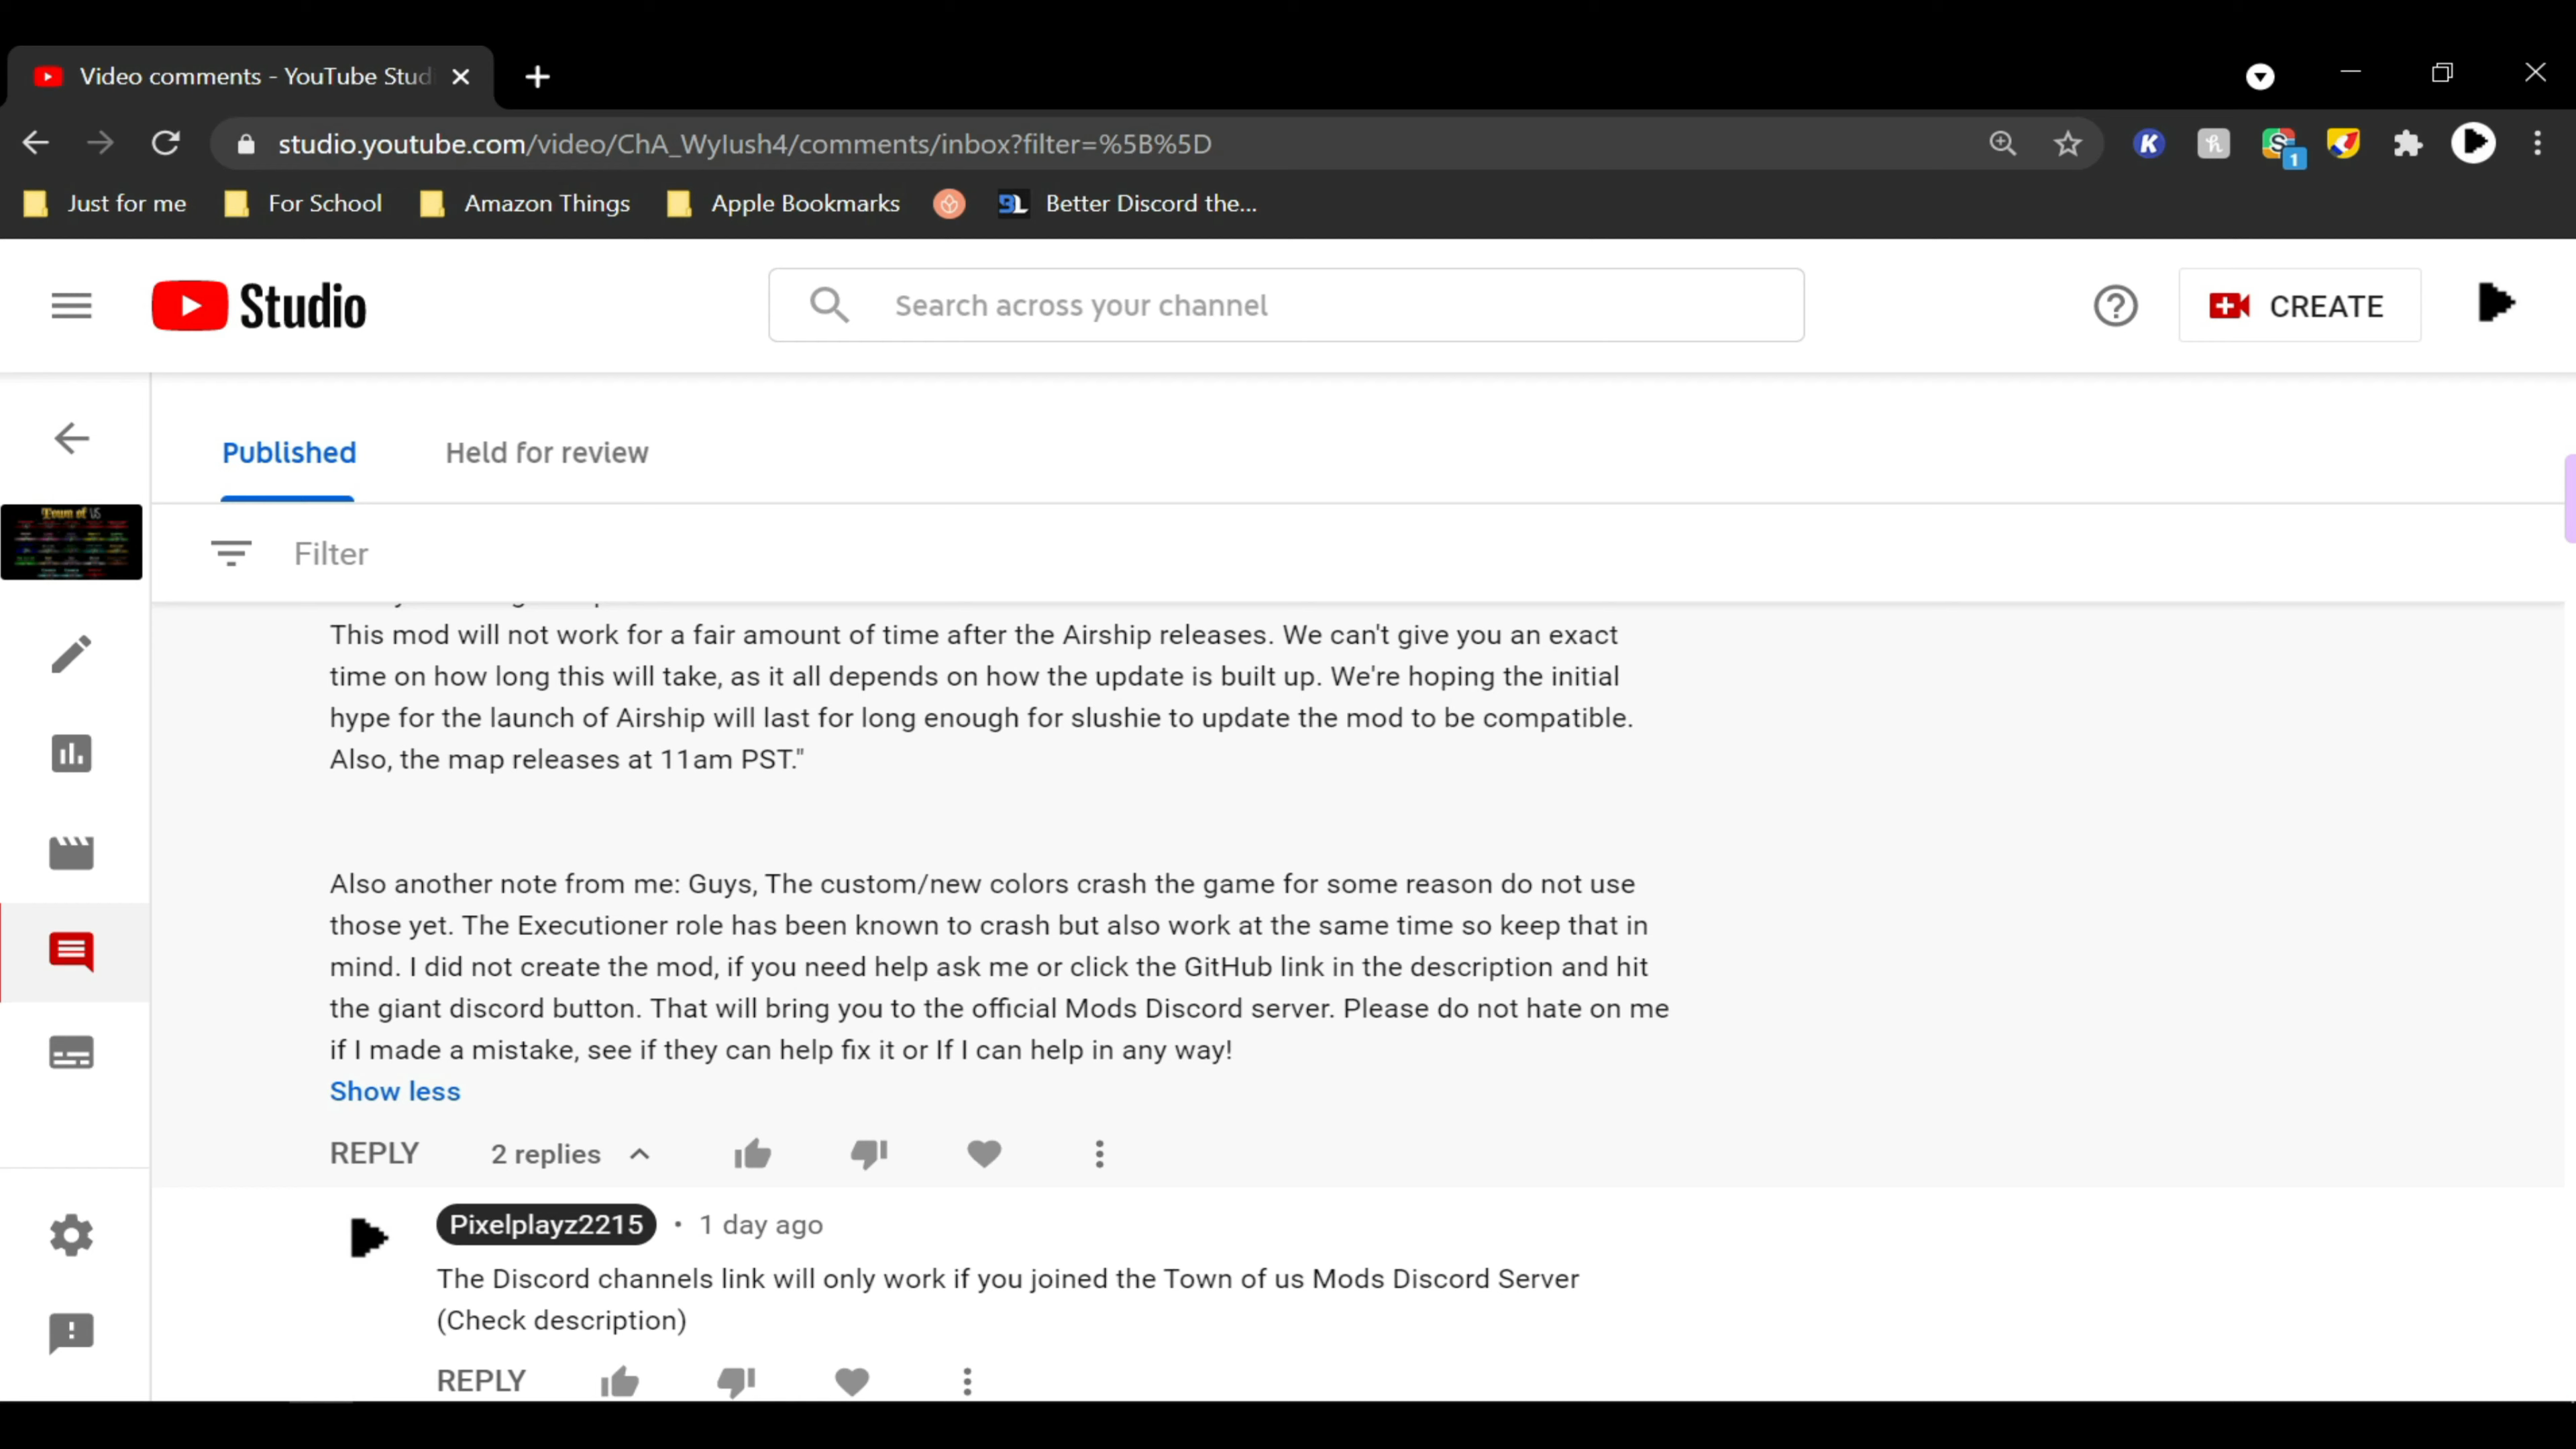 Video comments - YouTube Stud
studio.youtube.com/video/ChA_WyIush4/comments/inbox?filter=%5B%5D
1
Just for me
For School
Amazon Things
Apple Bookmarks
Better Discord the...
Studio
Search across your channel
CREATE
Published
Held for review
Town of US
Filter
This mod will not work for a fair amount of time after the Airship releases. We can't give you an exact
time on how long this will take, as it all depends on how the update is built up. We're hoping the initial
hype for the launch of Airship will last for long enough for slushie to update the mod to be compatible.
Also, the map releases at 11am PST."
Also another note from me: Guys, The custom/new colors crash the game for some reason do not use
those yet. The Executioner role has been known to crash but also work at the same time so keep that in
mind. I did not create the mod, if you need help ask me or click the GitHub link in the description and hit
the giant discord button. That will bring you to the official Mods Discord server. Please do not hate on me
if I made a mistake, see if they can help fix it or If I can help in any way!
Show less
REPLY
2 replies
Pixelplayz2215 • 1 day ago
The Discord channels link will only work if you joined the Town of us Mods Discord Server
(Check description)
REPLY